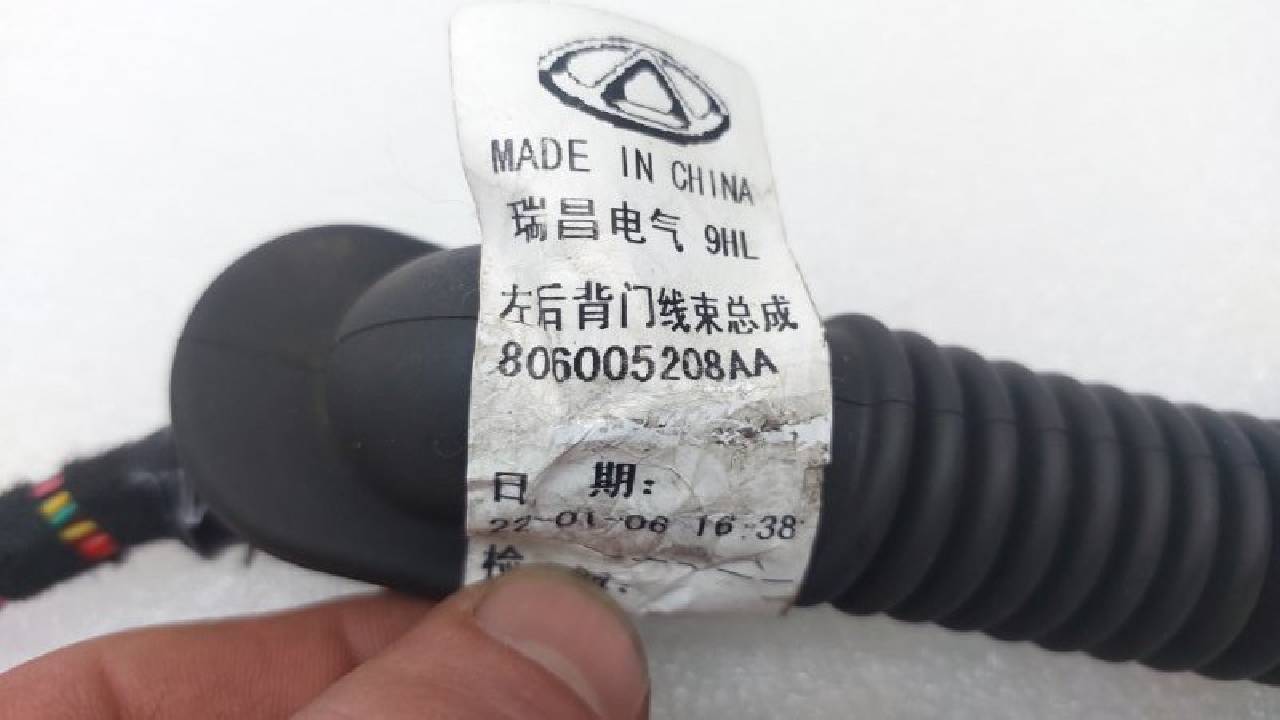 MADE IN CHINA
瑞昌电气 9HL
左后背门线束总成
806005208AA
日 期:
22-01-06 16:38
检